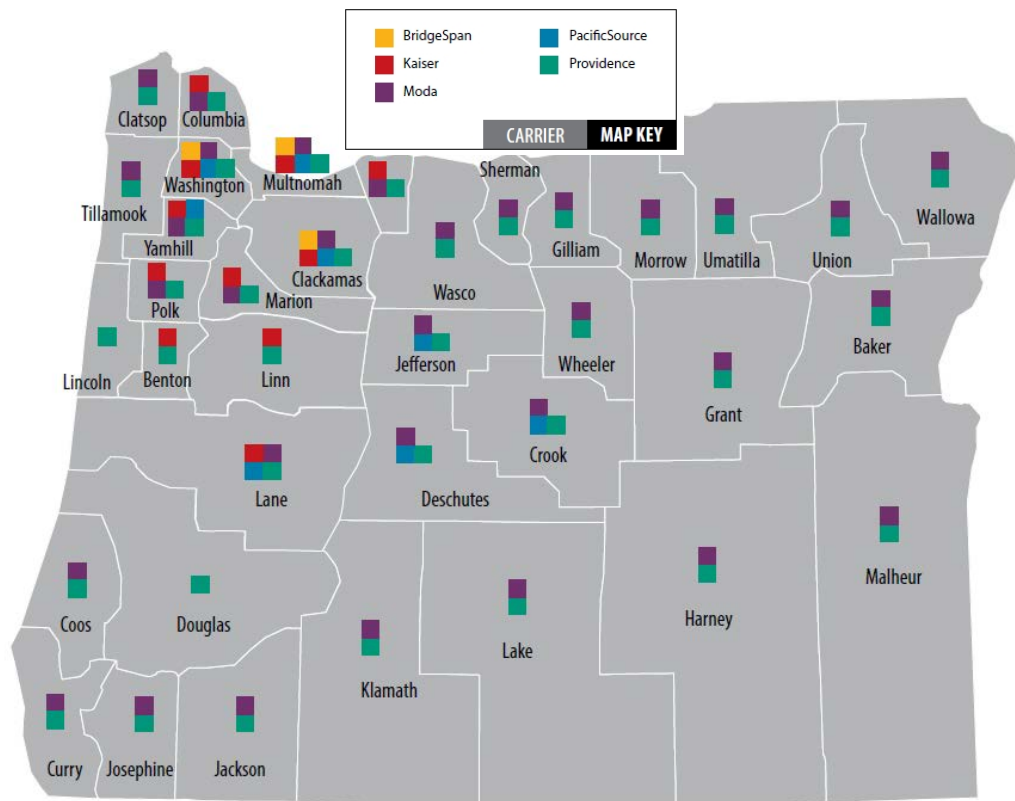 BridgeSpan
PacificSource
Kaiser
Providence
Moda
CARRIER
MAP KEY
Clatsop
Columbia
Washington
Multnomah
Sherman
Tillamook
Yamhill
Clackamas
Wasco
Gilliam
Morrow
Umatilla
Union
Wallowa
Polk
Marion
Lincoln
Benton
Linn
Jefferson
Wheeler
Grant
Baker
Lane
Deschutes
Crook
Coos
Douglas
Klamath
Lake
Harney
Malheur
Curry
Josephine
Jackson